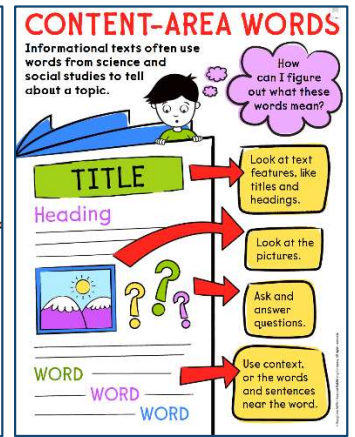 CONTENT-AREA WORDS
Informational texts often use
words from science and
social studies to tell
about a topic.
How
can I figure
out what these
words mean?
TITLE
Heading
Look at text
features, like
titles and
headings.
Look at the
pictures.
???
Ask and
answer
questions.
WORD
WORD
WORD
Use context,
or the words
and sentences
near the word.